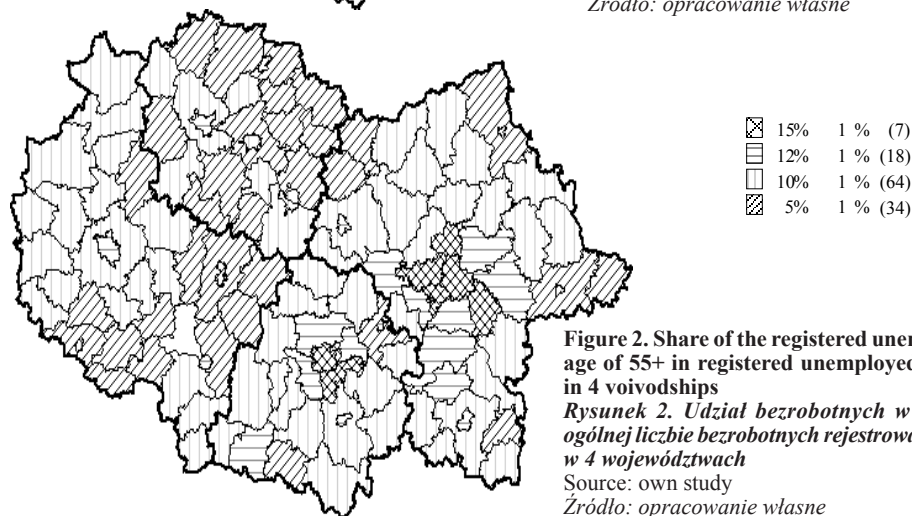 Źródło: opracowanie własne
15% 1 % (7)
12% 1 % (18)
10% 1 % (64)
5% 1 % (34)
Figure 2. Share of the registered
age of 55+ in registered unemployed
in 4 voivodships
Rysunek 2. Udział bezrobotnych w
ogólnej liczbie bezrobotnych
w 4 województwach
Source: own study
Źródło: opracowanie własne